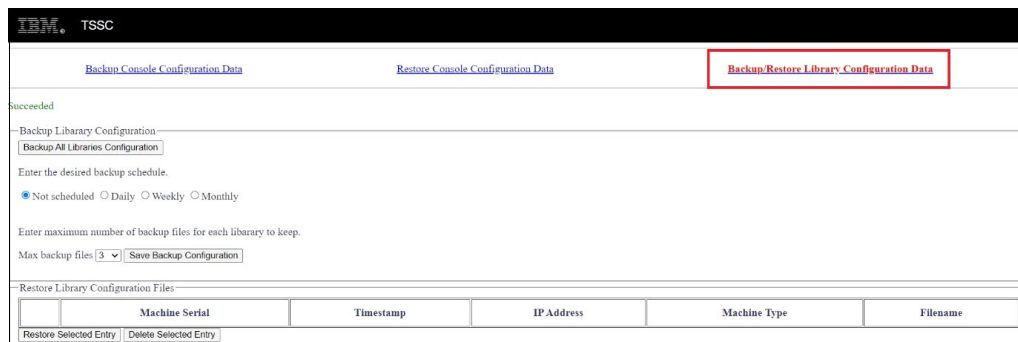 IBM® TSSC
Backup Console Configuration Data Restore Console Configuration Data Backup/Restore Library Configuration Data
Succeeded
Backup Libarary Configuration
Backup All Libraries Configuration
Enter the desired backup schedule.
Not scheduled Daily Weekly Monthly
Enter maximum number of backup files for each libarary to keep.
Max backup files 3 Save Backup Configuration
Restore Library Configuration Files
Machine Serial Timestamp IP Address Machine Type Filename
Restore Selected Entry Delete Selected Entry